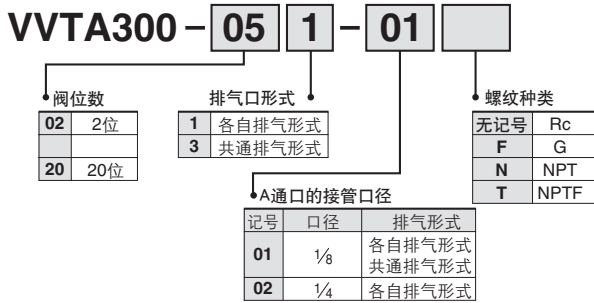 VVTA300-05 1-01
阀位数
02 2位
20 20位
排气口形式
1 各自排气形式
3 共通排气形式
A通口的接管口径
记号 口径 排气形式
01 1/8 各自排气形式
共通排气形式
02 1/4 各自排气形式
螺纹种类
无记号 Rc
F G
N NPT
T NPTF